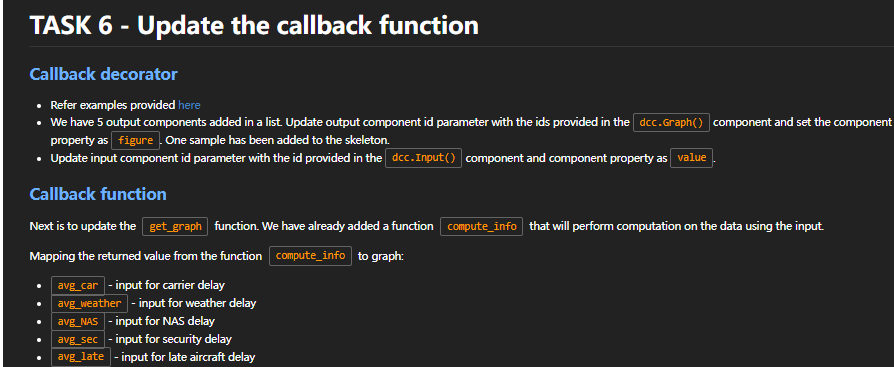 TASK 6 - Update the callback function
Callback decorator
• Refer examples provided here
• We have 5 output components added in a list. Update output component id parameter with the ids provided in the dcc.Graph() component and set the component
property as figure . One sample has been added to the skeleton.
• Update input component id parameter with the id provided in the dcc.Input() component and component property as value .
Callback function
Next is to update the get_graph function. We have already added a function compute_info that will perform computation on the data using the input.
Mapping the returned value from the function compute_info to graph:
• avg_car - input for carrier delay
• avg_weather - input for weather delay
• avg_NAS - input for NAS delay
• avg_sec - input for security delay
• avg_late - input for late aircraft delay